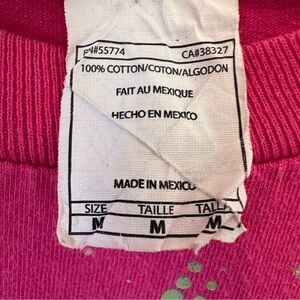 RN#55774 CA#38327
100% COTTON/COTON/ALGODON
FAIT AU MEXIQUE
HECHO EN MEXICO
MADE IN MEXICO
SIZE TAILLE TALLA
M M M